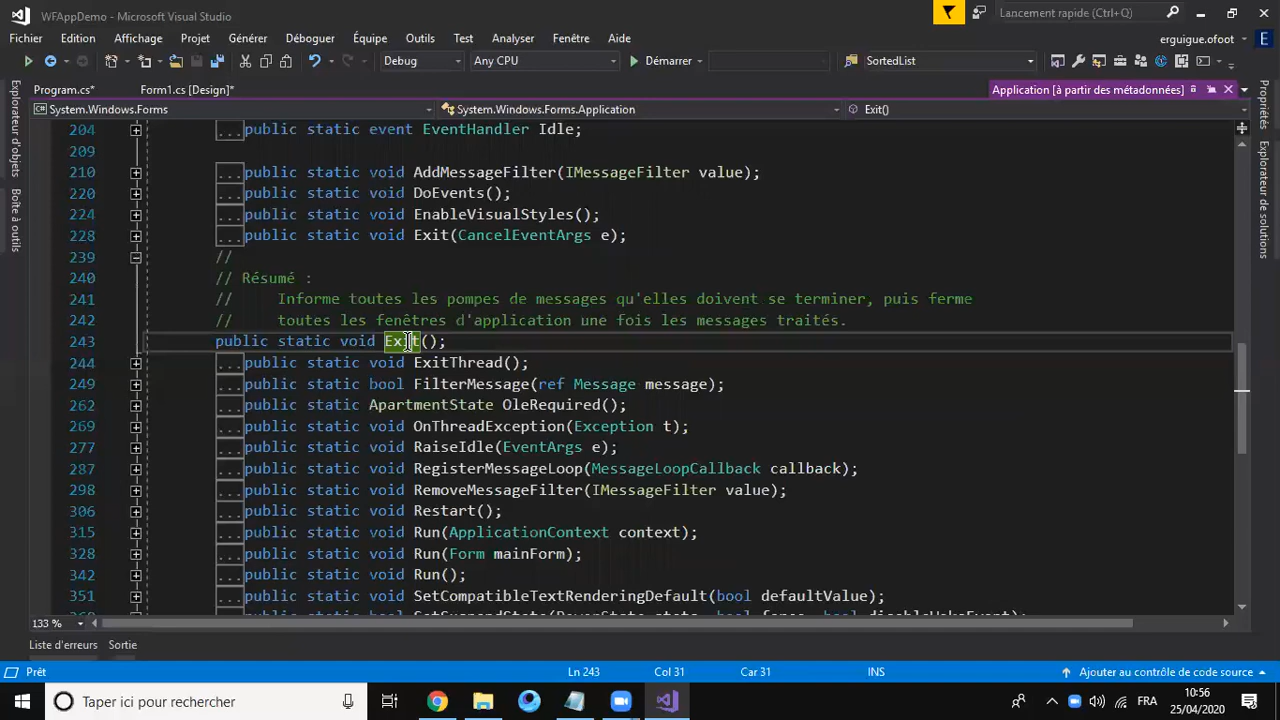 WFAppDemo - Microsoft Visual Studio
Lancement rapide (Ctrl+Q)
Fichier Edition Affichage Projet Générer Déboguer Équipe Outils Test Analyser Fenêtre Aide
erguigue.ofoot E
Debug Any CPU Démarrer SortedList
Program.cs* Form1.cs [Design]* Application [à partir des métadonnées]
System.Windows.Forms System.Windows.Forms.Application Exit()
Explorateur d'objets
Boîte à outils
Propriétés
Explorateur de solutions
204 ...public static event EventHandler Idle;
209
210 ...public static void AddMessageFilter(IMessageFilter value);
220 ...public static void DoEvents();
224 ...public static void EnableVisualStyles();
228 ...public static void Exit(CancelEventArgs e);
239 //
240 // Résumé :
241 // Informe toutes les pompes de messages qu'elles doivent se terminer, puis ferme
242 // toutes les fenêtres d'application une fois les messages traités.
243 public static void Exit();
244 ...public static void ExitThread();
249 ...public static bool FilterMessage(ref Message message);
262 ...public static ApartmentState OleRequired();
269 ...public static void OnThreadException(Exception t);
277 ...public static void RaiseIdle(EventArgs e);
287 ...public static void RegisterMessageLoop(MessageLoopCallback callback);
298 ...public static void RemoveMessageFilter(IMessageFilter value);
306 ...public static void Restart();
315 ...public static void Run(ApplicationContext context);
328 ...public static void Run(Form mainForm);
342 ...public static void Run();
351 ...public static void SetCompatibleTextRenderingDefault(bool defaultValue);
...public static bool SetSuspendState(PowerState state, bool force, bool disableWakeEvent);
133 %
Liste d'erreurs Sortie
Prêt Ln 243 Col 31 Car 31 INS Ajouter au contrôle de code source
Taper ici pour rechercher
FRA
10:56
25/04/2020